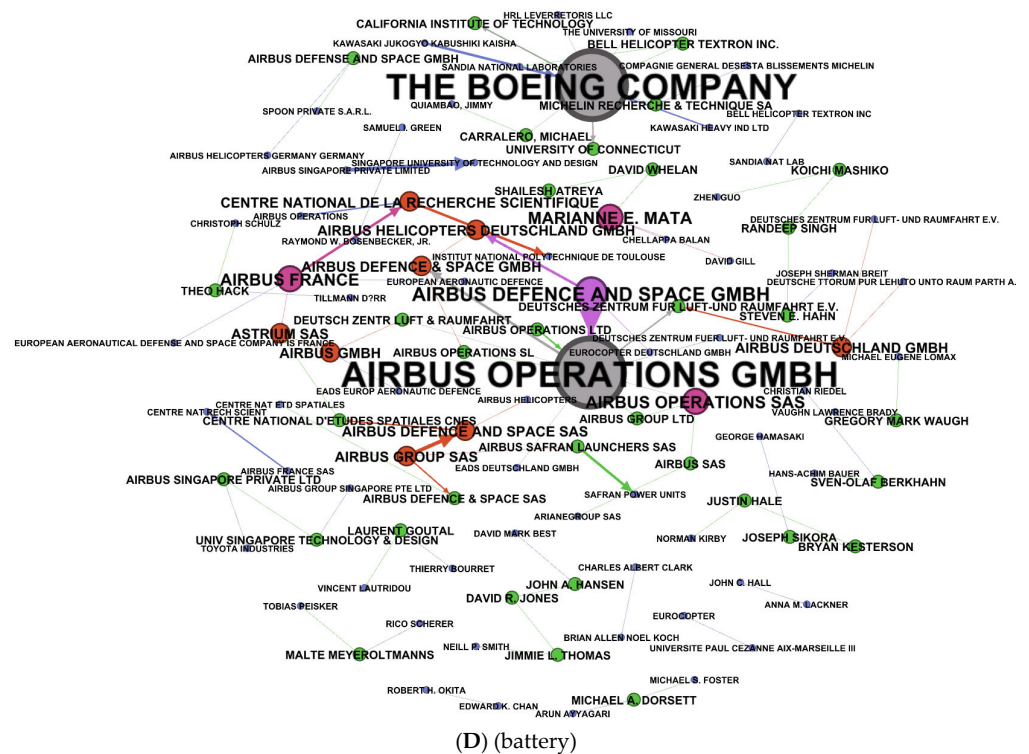 HRL LEVERRETORIS LLC
CALIFORNIA INSTITUTE OF TECHNOLOGY
THE UNIVERSITY OF MISSOURI
KAWASAKI JUKOGYO KABUSHIKI KAISHA
BELL HELICOPTER TEXTRON INC.
AIRBUS DEFENSE AND SPACE GMBH
SANDIA NATIONAL LABORATORIES
COMPAGNIE GENERAL DESESTA BLISSEMENTS MICHELIN
THE BOEING COMPANY
QUIAMBAO, JIMMY
MICHELIN RECHERCHE & TECHNIQUE SA
SPOON PRIVATE S.A.R.L.
BELL HELICOPTER TEXTRON INC
SAMUEL I. GREEN
KAWASAKI HEAVY IND LTD
CARRALERO, MICHAEL
UNIVERSITY OF CONNECTICUT
AIRBUS HELICOPTERS GERMANY GERMANY
SINGAPORE UNIVERSITY OF TECHNOLOGY AND DESIGN
SANDIA NAT LAB
AIRBUS SINGAPORE PRIVATE LIMITED
DAVID WHELAN
KOICHI MASHIKO
SHAILESH ATREYA
ZHEN GUO
CENTRE NATIONAL DE LA RECHERCHE SCIENTIFIQUE
AIRBUS OPERATIONS
MARIANNE E. MATA
DEUTSCHES ZENTRUM FUR LUFT- UND RAUMFAHRT E.V.
CHRISTOPH SCHULZ
AIRBUS HELICOPTERS DEUTSCHLAND GMBH
RANDEEP SINGH
RAYMOND W. BOSENBECKER, JR.
CHELLAPPA BALAN
INSTITUT NATIONAL POLYTECHNIQUE DE TOULOUSE
DAVID GILL
AIRBUS DEFENCE & SPACE GMBH
JOSEPH SHERMAN BREIT
AIRBUS FRANCE
EUROPEAN AERONAUTIC DEFENCE
DEUTSCHE TTORUM PUR LEHUTO UNTO RAUM PARTH A.
THEO HACK
TILLMANN D?RR
AIRBUS DEFENCE AND SPACE GMBH
DEUTSCHES ZENTRUM FUR LUFT-UND RAUMFAHRT E.V.
STEVEN E. HAHN
DEUTSCH ZENTR LUFT & RAUMFAHRT
AIRBUS OPERATIONS LTD
ASTRIUM SAS
DEUTSCHES ZENTRUM FUER LUFT- UND RAUMFAHRT E.V.
EUROPEAN AERONAUTICAL DEFENSE AND SPACE COMPANY IS FRANCE
AIRBUS DEUTSCHLAND GMBH
AIRBUS GMBH
AIRBUS OPERATIONS SL
EUROCOPTER DEUTSCHLAND GMBH
MICHAEL EUGENE LOMAX
AIRBUS OPERATIONS GMBH
EADS EUROP AERONAUTIC DEFENCE
CHRISTIAN RIEDEL
AIRBUS HELICOPTERS
AIRBUS OPERATIONS SAS
CENTRE NAT ETD SPATIALES
CENTRE NAT RECH SCIENT
VAUGHN LAWRENCE BRADY
CENTRE NATIONAL D'ETUDES SPATIALES CNES
AIRBUS GROUP LTD
GREGORY MARK WAUGH
AIRBUS DEFENCE AND SPACE SAS
GEORGE HAMASAKI
AIRBUS SAFRAN LAUNCHERS SAS
AIRBUS GROUP SAS
AIRBUS SAS
AIRBUS FRANCE SAS
EADS DEUTSCHLAND GMBH
HANS-ACHIM BAUER
AIRBUS SINGAPORE PRIVATE LTD
SVEN-OLAF BERKHAHN
AIRBUS GROUP SINGAPORE PTE LTD
AIRBUS DEFENCE & SPACE SAS
SAFRAN POWER UNITS
JUSTIN HALE
ARIANEGROUP SAS
LAURENT GOUTAL
DAVID MARK BEST
UNIV SINGAPORE TECHNOLOGY & DESIGN
NORMAN KIRBY
JOSEPH SIKORA
TOYOTA INDUSTRIES
BRYAN KESTERSON
THIERRY BOURRET
CHARLES ALBERT CLARK
VINCENT LAUTRIDOU
JOHN A. HANSEN
JOHN C. HALL
DAVID R. JONES
TOBIAS PEISKER
ANNA M. LACKNER
EUROCOPTER
RICO SCHERER
BRIAN ALLEN NOEL KOCH
NEILL P. SMITH
UNIVERSITE PAUL CEZANNE AIX-MARSEILLE III
MALTE MEYEROLTMANNS
JIMMIE L. THOMAS
MICHAEL S. FOSTER
ROBERT H. OKITA
MICHAEL A. DORSETT
EDWARD K. CHAN
ARUN AYYAGARI
(D) (battery)